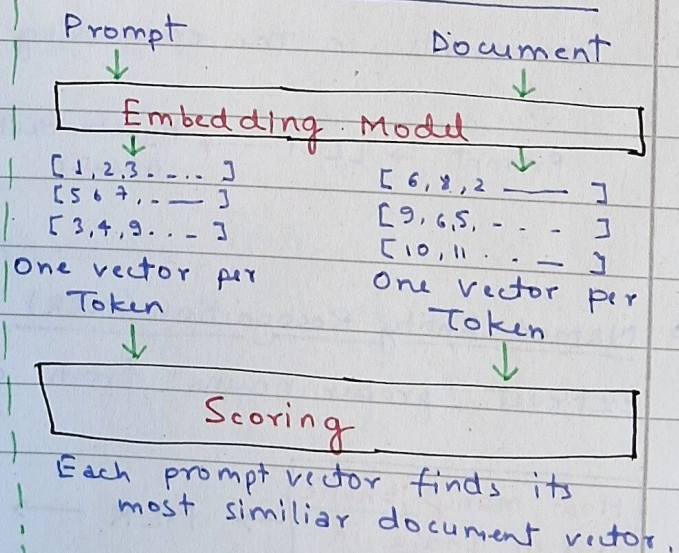 Prompt
Document
Embedding Model
[1, 2, 3. - - . ]
[5 6 7, . - — ]
[3, 4, 9. . . - ]
One vector per
Token
[6, 8, 2 —— ]
[9, 6, 5, - - - ]
[10, 11 . . — ]
One vector per
Token
Scoring
Each prompt vector finds its
most similiar document vector.